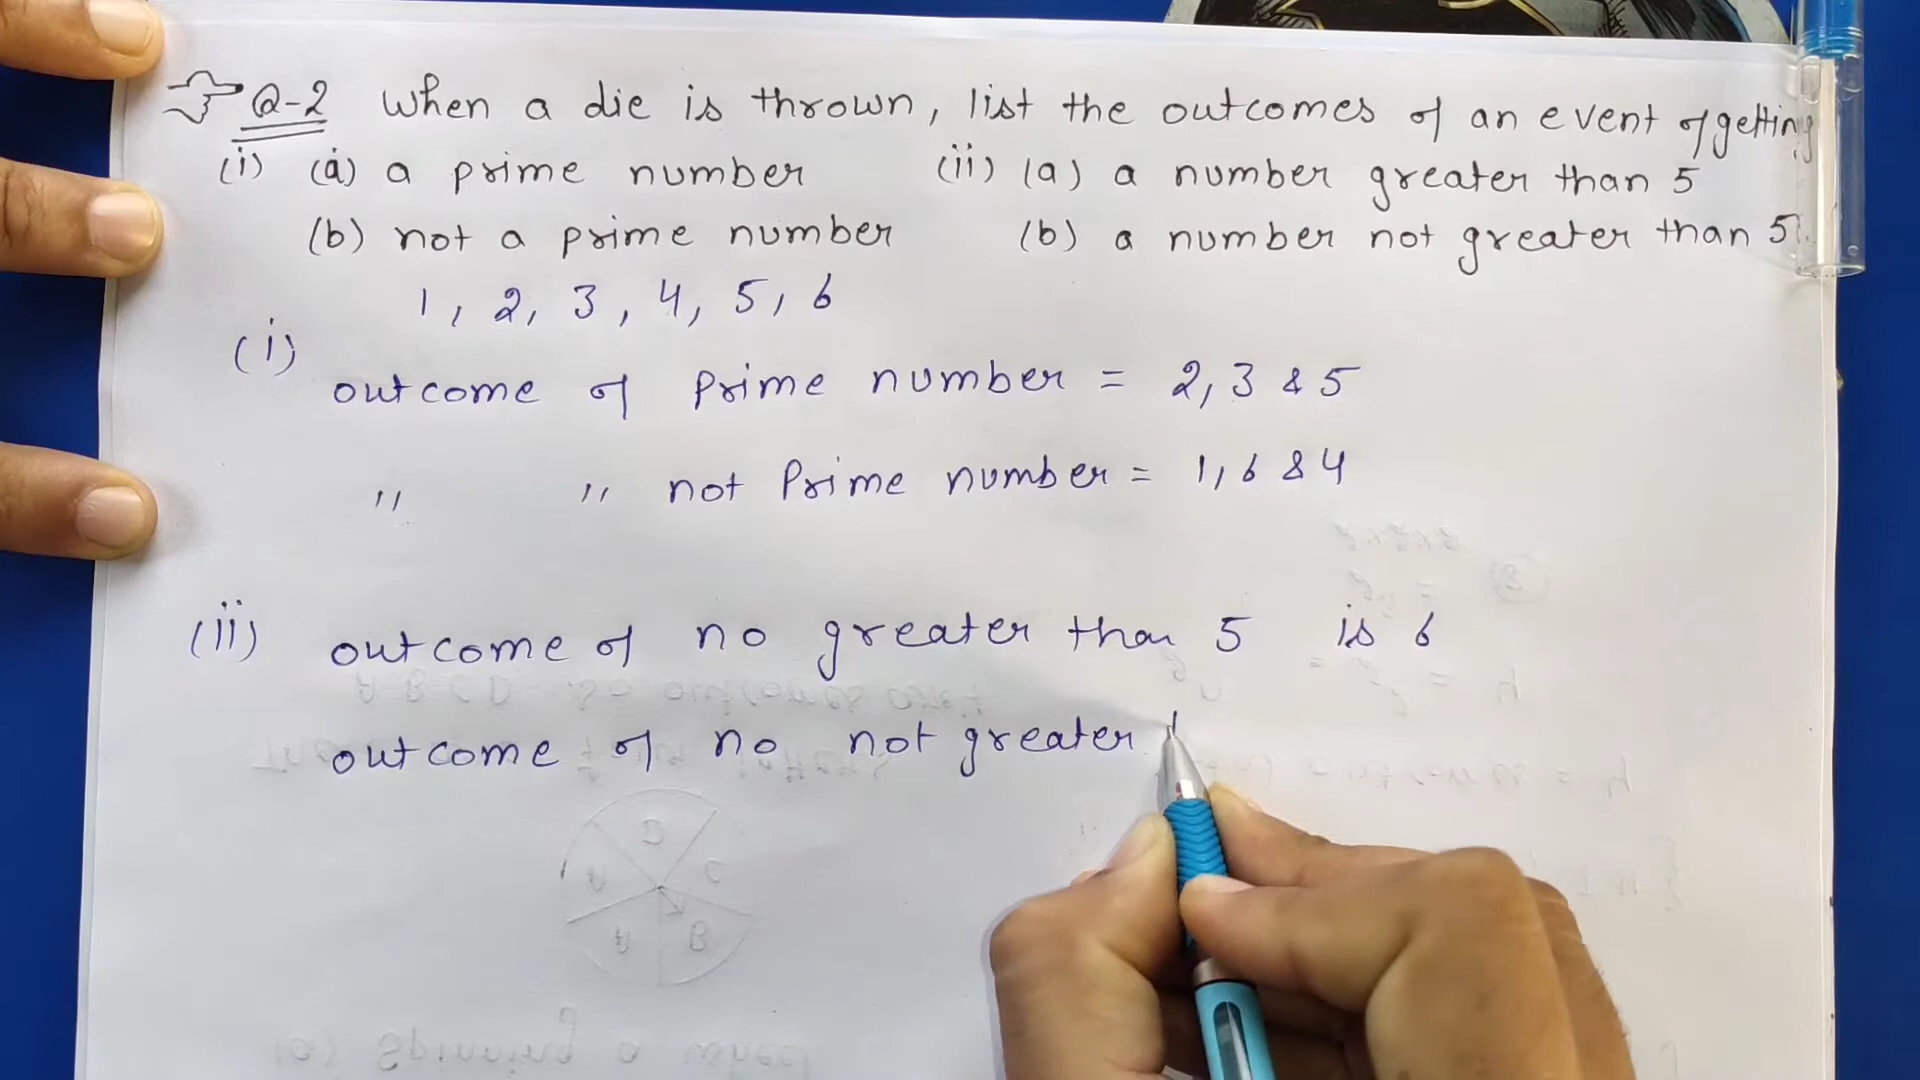 Q-2 When a die is thrown, list the outcomes of an event of getting
(i) (a) a prime number (ii) (a) a number greater than 5
(b) not a prime number (b) a number not greater than 5.
1, 2, 3, 4, 5, 6
(i)
outcome of Prime number = 2, 3 & 5
" " not Prime number = 1, 6 & 4
(ii) outcome of no greater than 5 is 6
outcome of no not greater t